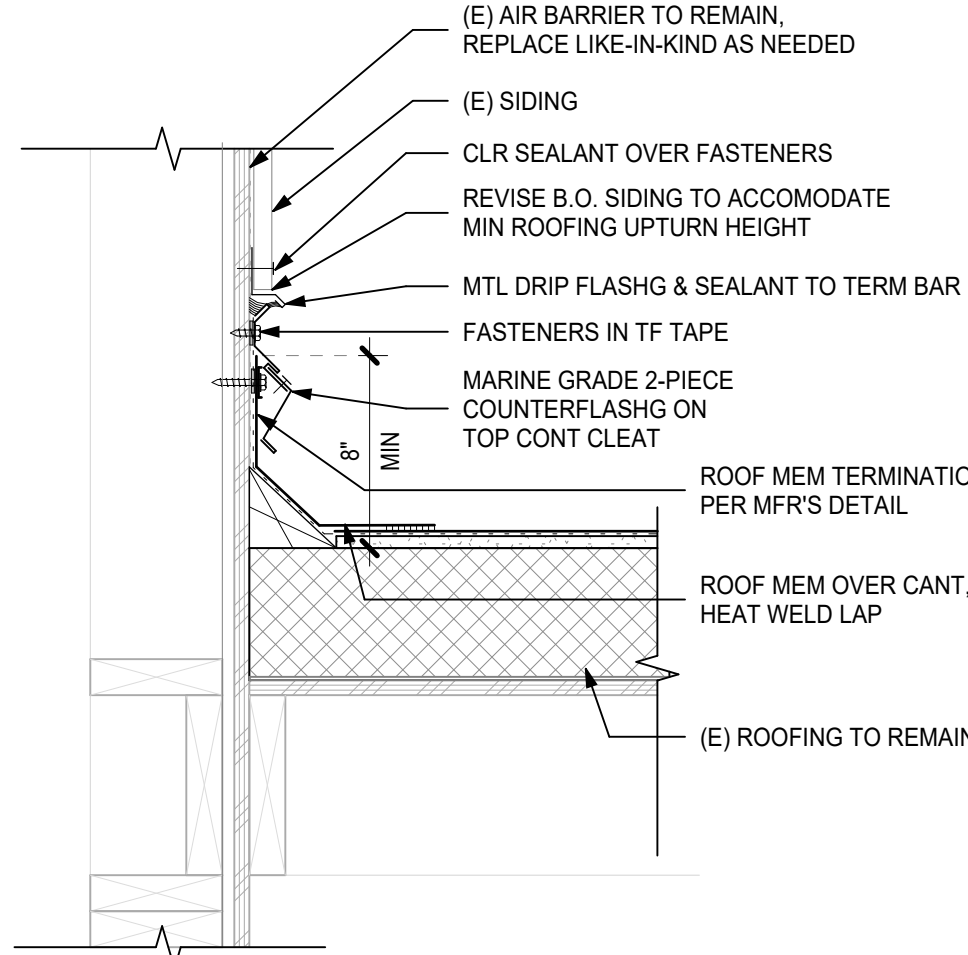 (E) AIR BARRIER TO REMAIN,
REPLACE LIKE-IN-KIND AS NEEDED
(E) SIDING
CLR SEALANT OVER FASTENERS
REVISE B.O. SIDING TO ACCOMODATE
MIN ROOFING UPTURN HEIGHT
MTL DRIP FLASHG & SEALANT TO TERM BAR
FASTENERS IN TF TAPE
MARINE GRADE 2-PIECE
COUNTERFLASHG ON
TOP CONT CLEAT
8"
MIN
ROOF MEM TERMINATIO
PER MFR'S DETAIL
ROOF MEM OVER CANT,
HEAT WELD LAP
(E) ROOFING TO REMAIN